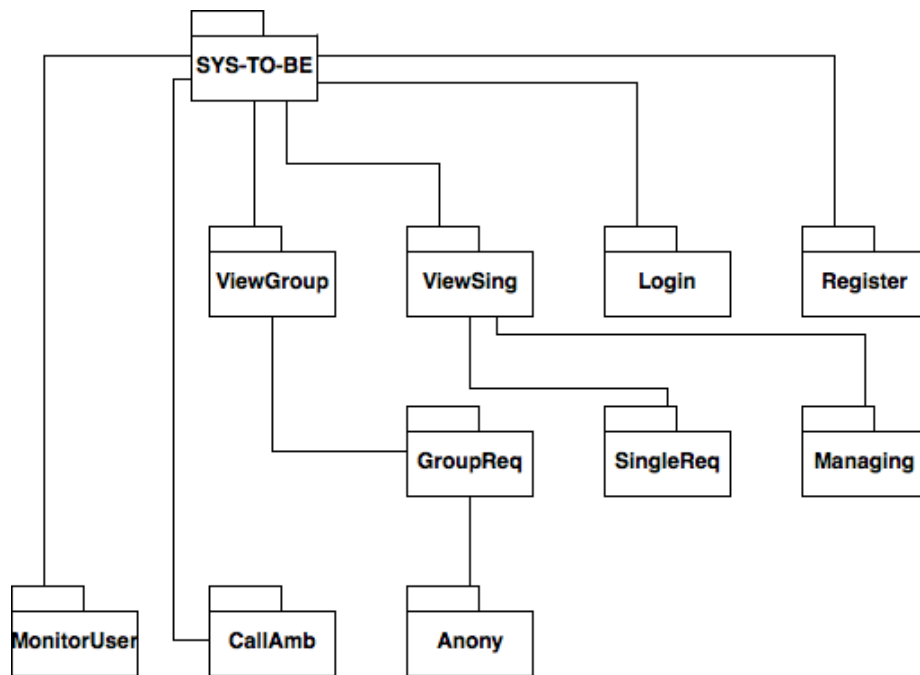 SYS-TO-BE
ViewGroup
ViewSing
Login
Register
GroupReq
SingleReq
Managing
MonitorUser
CallAmb
Anony